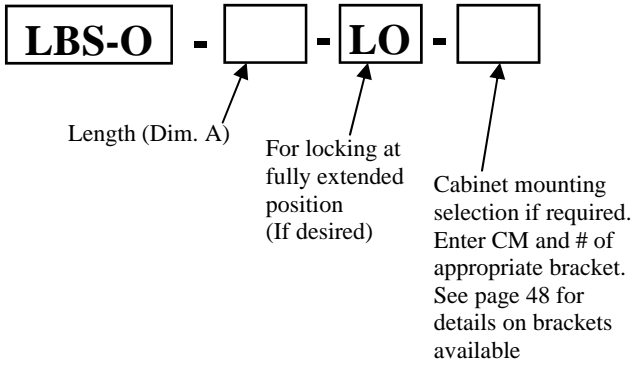 LBS-O - - LO -
Length (Dim. A)
For locking at
fully extended
position
(If desired)
Cabinet mounting
selection if required.
Enter CM and # of
appropriate bracket.
See page 48 for
details on brackets
available